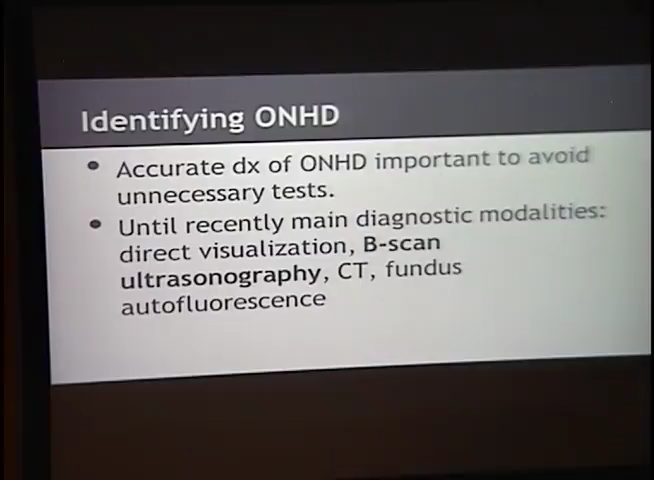 Identifying ONHD
• Accurate dx of ONHD important to avoid
unnecessary tests.
• Until recently main diagnostic modalities:
direct visualization, B-scan
ultrasonography, CT, fundus
autofluorescence